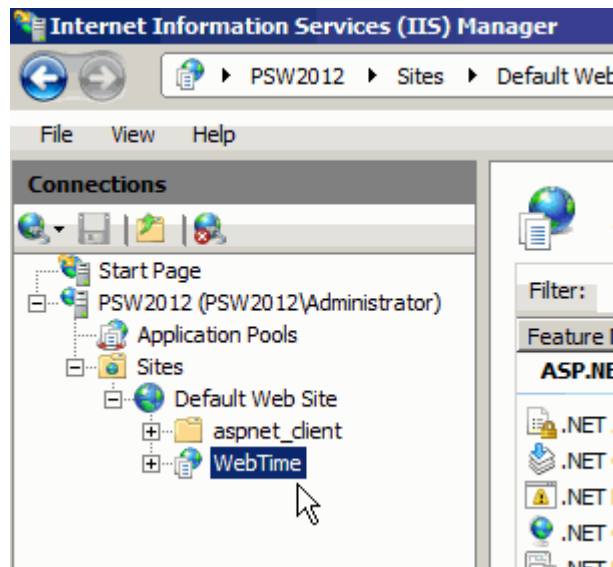 Internet Information Services (IIS) Manager
PSW2012 Sites Default Web
File View Help
Connections
Start Page
PSW2012 (PSW2012\Administrator)
Application Pools
Sites
Default Web Site
aspnet_client
WebTime
Filter:
Feature
ASP.NE
.NET
.NET
.NET
.NET
.NET